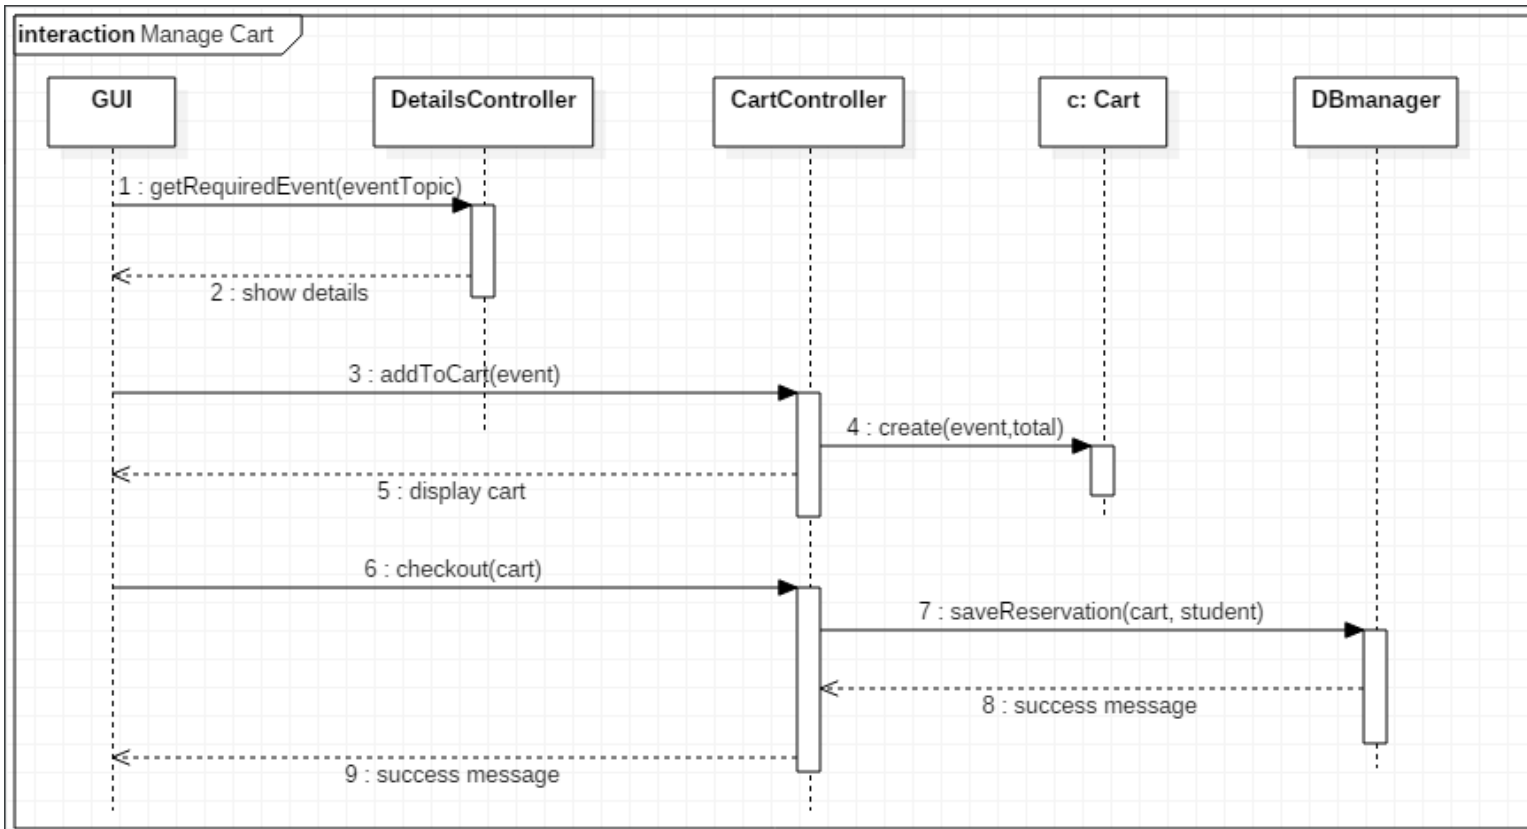 interaction Manage Cart
GUI
DetailsController
CartController
c: Cart
DBmanager
1 : getRequiredEvent(eventTopic)
2 : show details
3 : addToCart(event)
4 : create(event,total)
5 : display cart
6 : checkout(cart)
7 : saveReservation(cart, student)
8 : success message
9 : success message